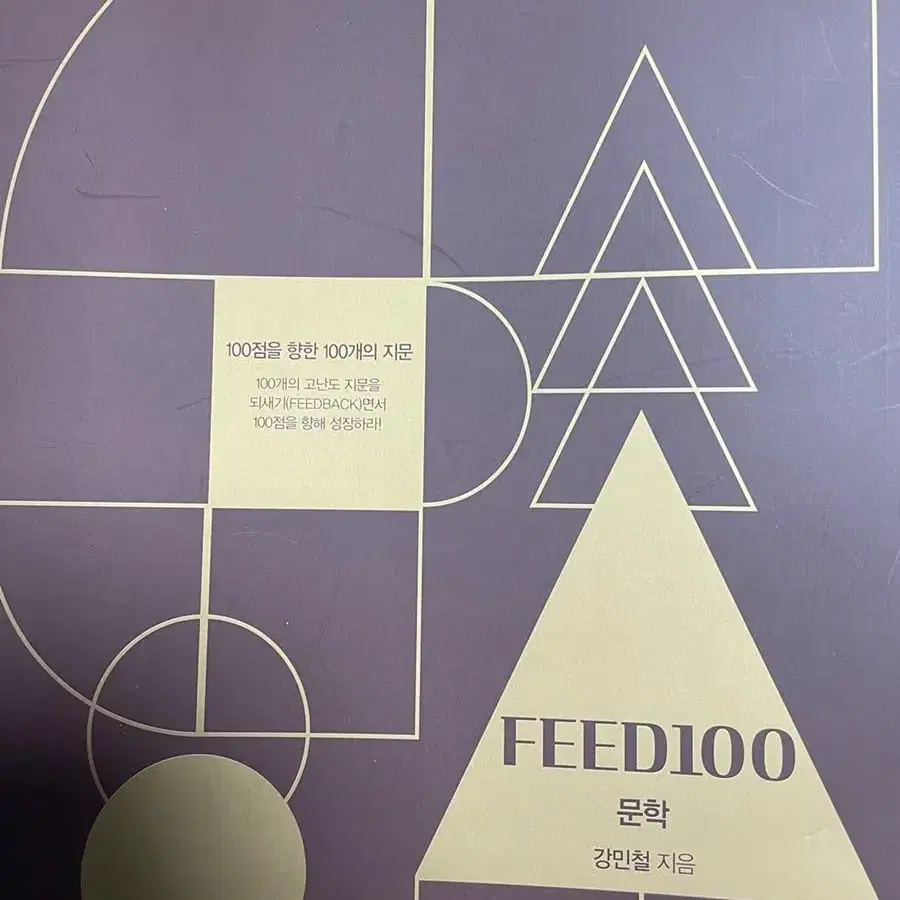 100점을 향한 100개의 지문
100개의 고난도 지문을
되새기(FEEDBACK)면서
100점을 향해 성장하라!
FEED100
문학
강민철 지음